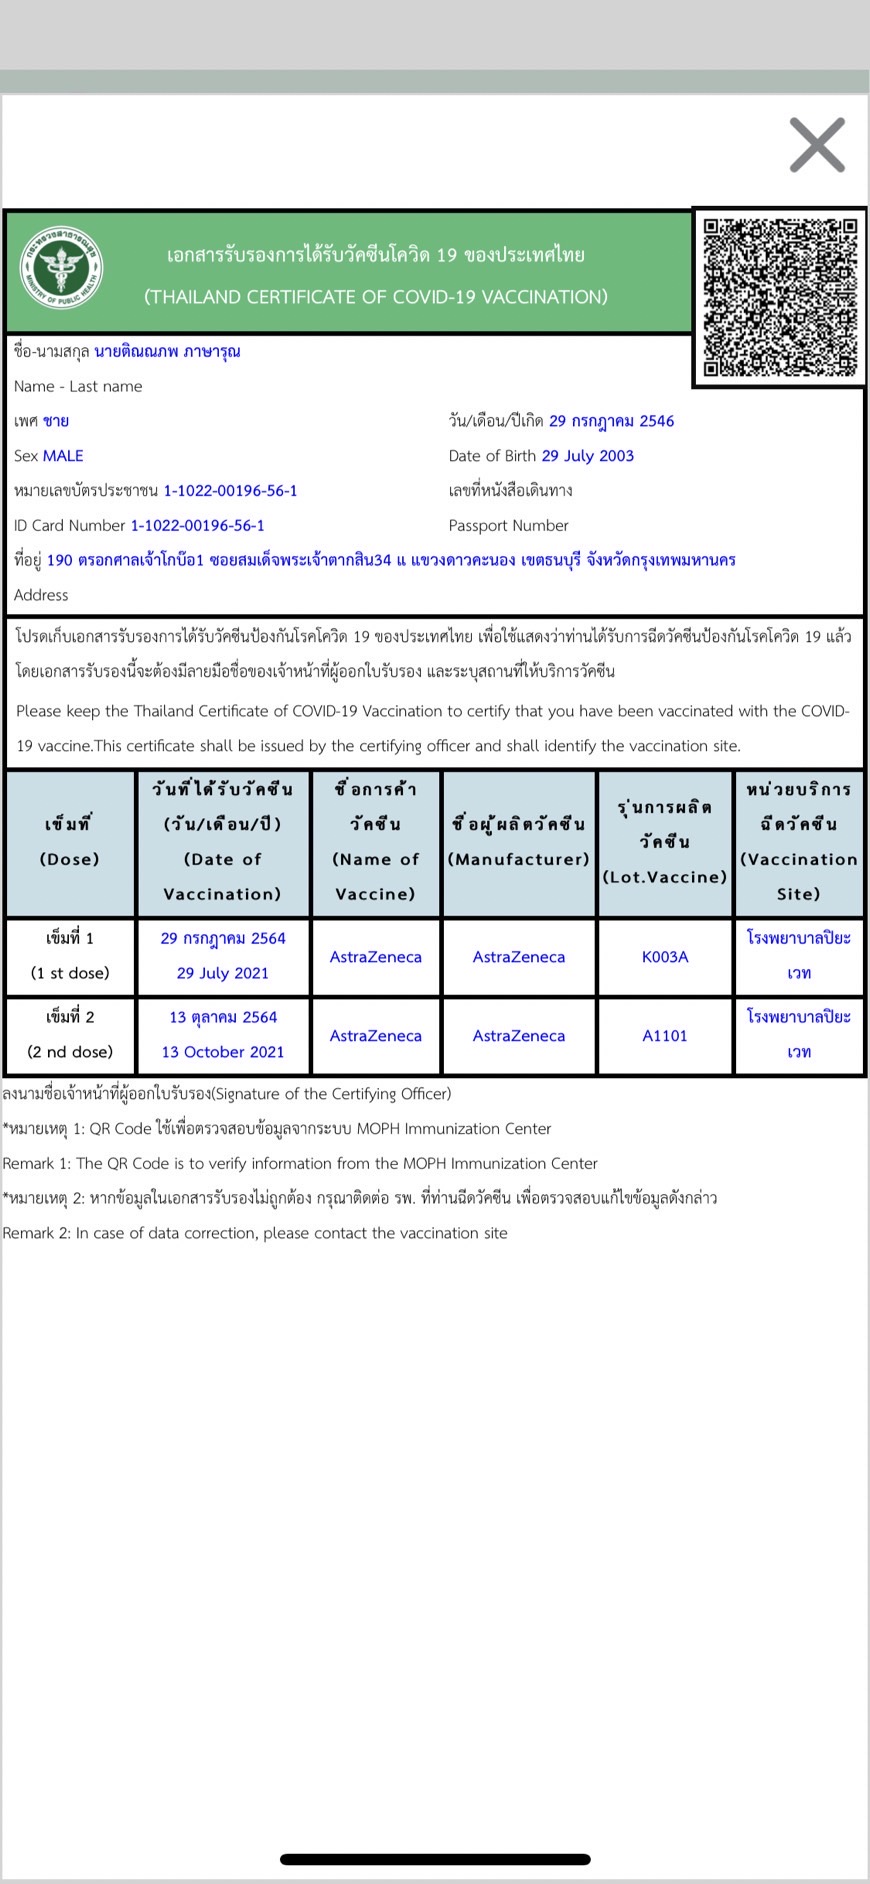 กระทรวงสาธารณสุข
MINISTRY OF PUBLIC HEALTH
เอกสารรับรองการได้รับวัคซีนโควิด 19 ของประเทศไทย
(THAILAND CERTIFICATE OF COVID-19 VACCINATION)
ชื่อ-นามสกุล นายติณณภพ ภาษารุณ
Name - Last name
เพศ ชาย วัน/เดือน/ปีเกิด 29 กรกฎาคม 2546
Sex MALE Date of Birth 29 July 2003
หมายเลขบัตรประชาชน 1-1022-00196-56-1 เลขที่หนังสือเดินทาง
ID Card Number 1-1022-00196-56-1 Passport Number
ที่อยู่ 190 ตรอกศาลเจ้าโกบ๊อ1 ซอยสมเด็จพระเจ้าตากสิน34 แ แขวงดาวคะนอง เขตธนบุรี จังหวัดกรุงเทพมหานคร
Address
โปรดเก็บเอกสารรับรองการได้รับวัคซีนป้องกันโรคโควิด 19 ของประเทศไทย เพื่อใช้แสดงว่าท่านได้รับการฉีดวัคซีนป้องกันโรคโควิด 19 แล้ว
โดยเอกสารรับรองนี้จะต้องมีลายมือชื่อของเจ้าหน้าที่ผู้ออกใบรับรอง และระบุสถานที่ให้บริการวัคซีน
Please keep the Thailand Certificate of COVID-19 Vaccination to certify that you have been vaccinated with the COVID-
19 vaccine.This certificate shall be issued by the certifying officer and shall identify the vaccination site.
เข็มที่
(Dose)
วันที่ได้รับวัคซีน
(วัน/เดือน/ปี)
(Date of
Vaccination)
ชื่อการค้า
วัคซีน
(Name of
Vaccine)
ชื่อผู้ผลิตวัคซีน
(Manufacturer)
รุ่นการผลิต
วัคซีน
(Lot.Vaccine)
หน่วยบริการ
ฉีดวัคซีน
(Vaccination
Site)
เข็มที่ 1
(1 st dose)
29 กรกฎาคม 2564
29 July 2021
AstraZeneca
AstraZeneca
K003A
โรงพยาบาลปิยะ
เวท
เข็มที่ 2
(2 nd dose)
13 ตุลาคม 2564
13 October 2021
AstraZeneca
AstraZeneca
A1101
โรงพยาบาลปิยะ
เวท
ลงนามชื่อเจ้าหน้าที่ผู้ออกใบรับรอง(Signature of the Certifying Officer)
*หมายเหตุ 1: QR Code ใช้เพื่อตรวจสอบข้อมูลจากระบบ MOPH Immunization Center
Remark 1: The QR Code is to verify information from the MOPH Immunization Center
*หมายเหตุ 2: หากข้อมูลในเอกสารรับรองไม่ถูกต้อง กรุณาติดต่อ รพ. ที่ท่านฉีดวัคซีน เพื่อตรวจสอบแก้ไขข้อมูลดังกล่าว
Remark 2: In case of data correction, please contact the vaccination site